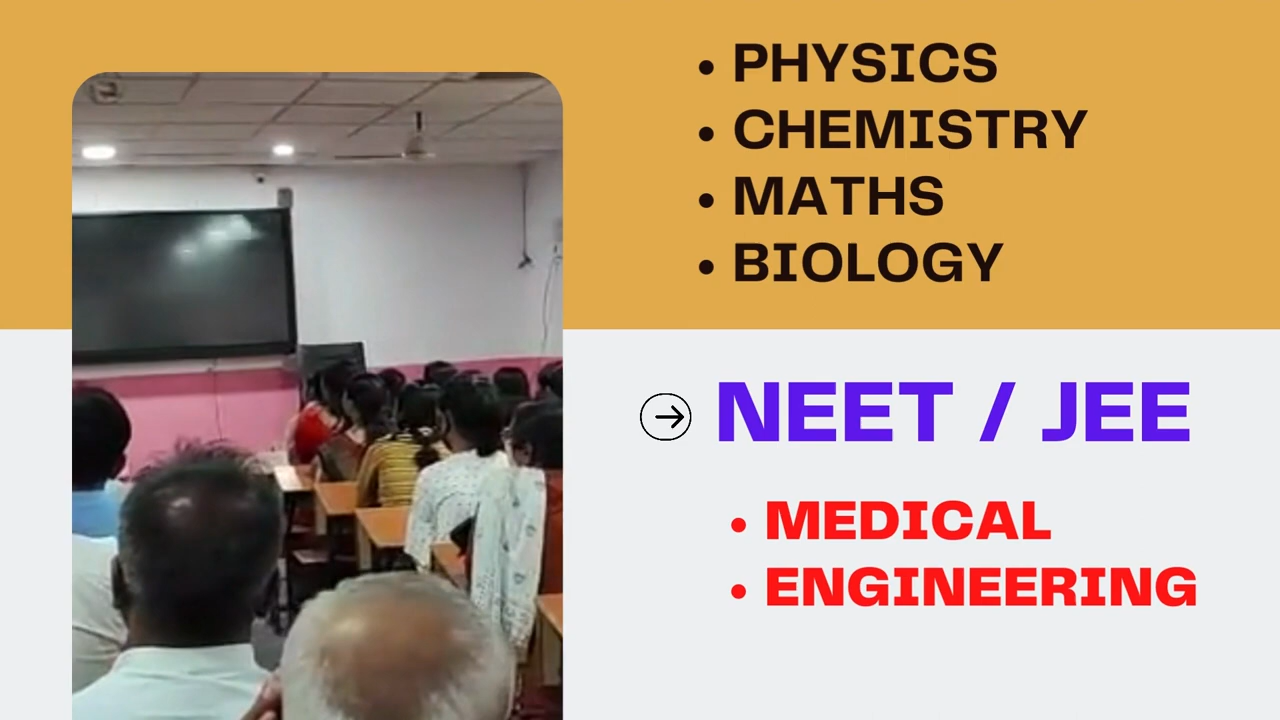 • PHYSICS
• CHEMISTRY
• MATHS
• BIOLOGY
NEET / JEE
• MEDICAL
• ENGINEERING